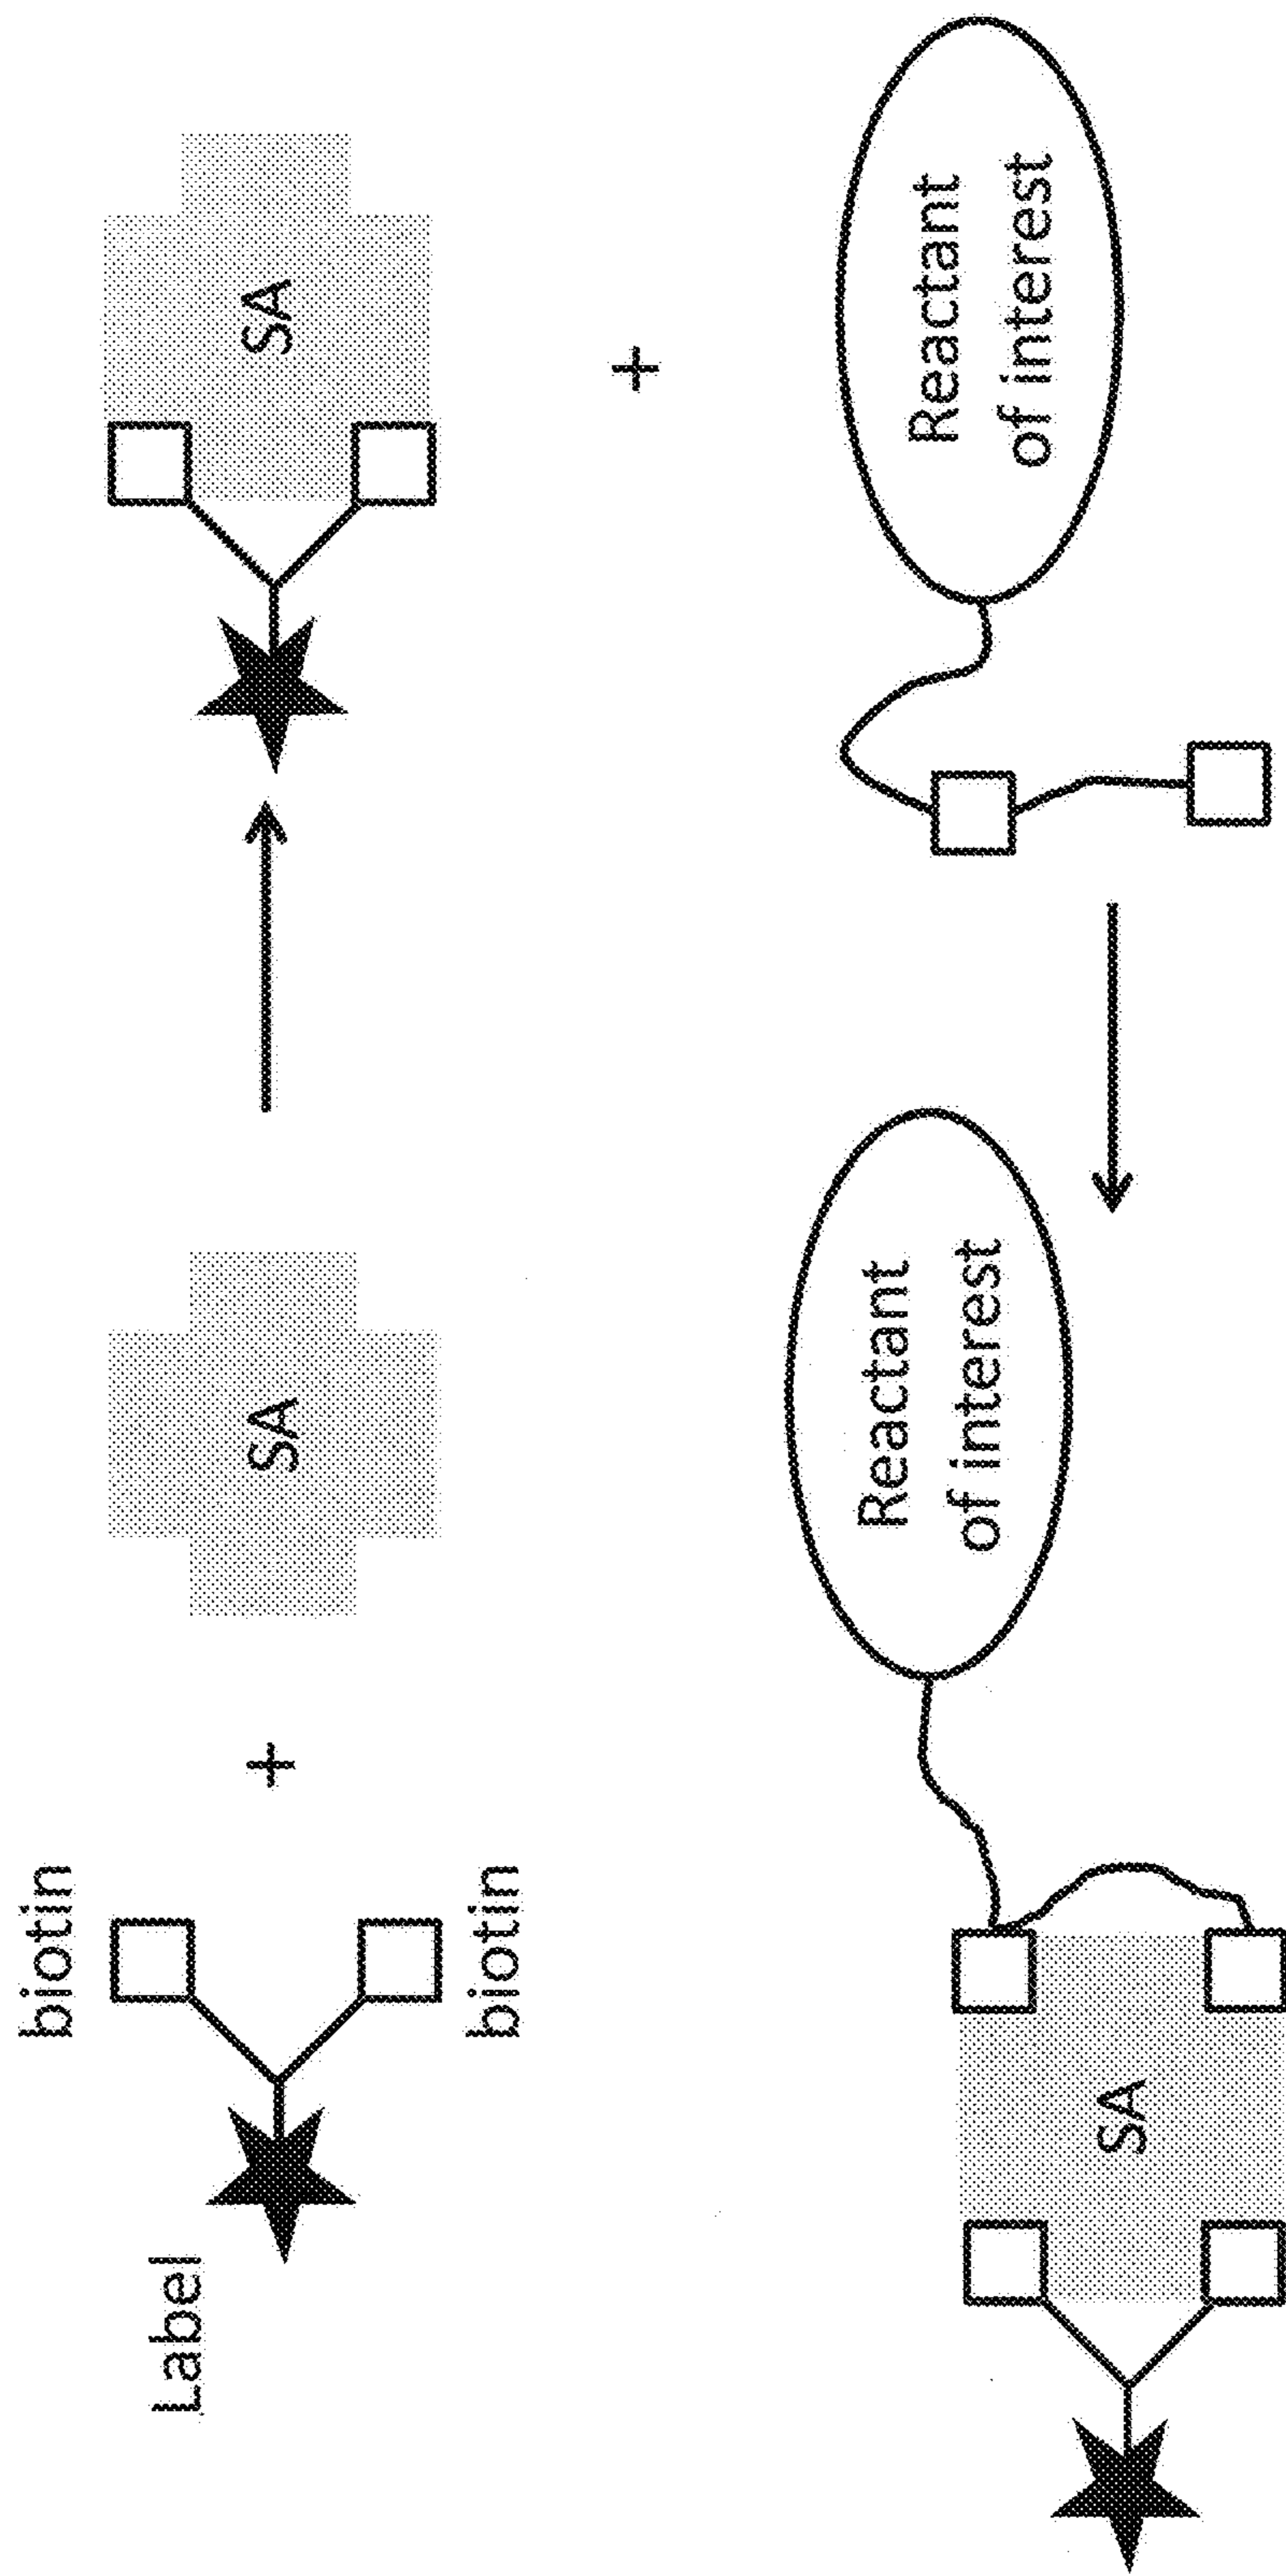 biotin
Label
+
SA
SA
biotin
+
Reactant
of interest
Reactant
of interest
SA